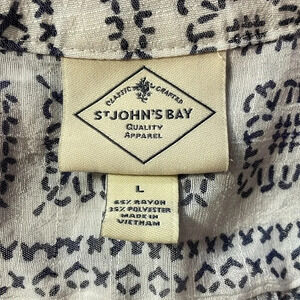 CLASSIC CRAFTED
ST JOHN'S BAY
QUALITY
APPAREL
L
65% RAYON
35% POLYESTER
MADE IN
VIETNAM